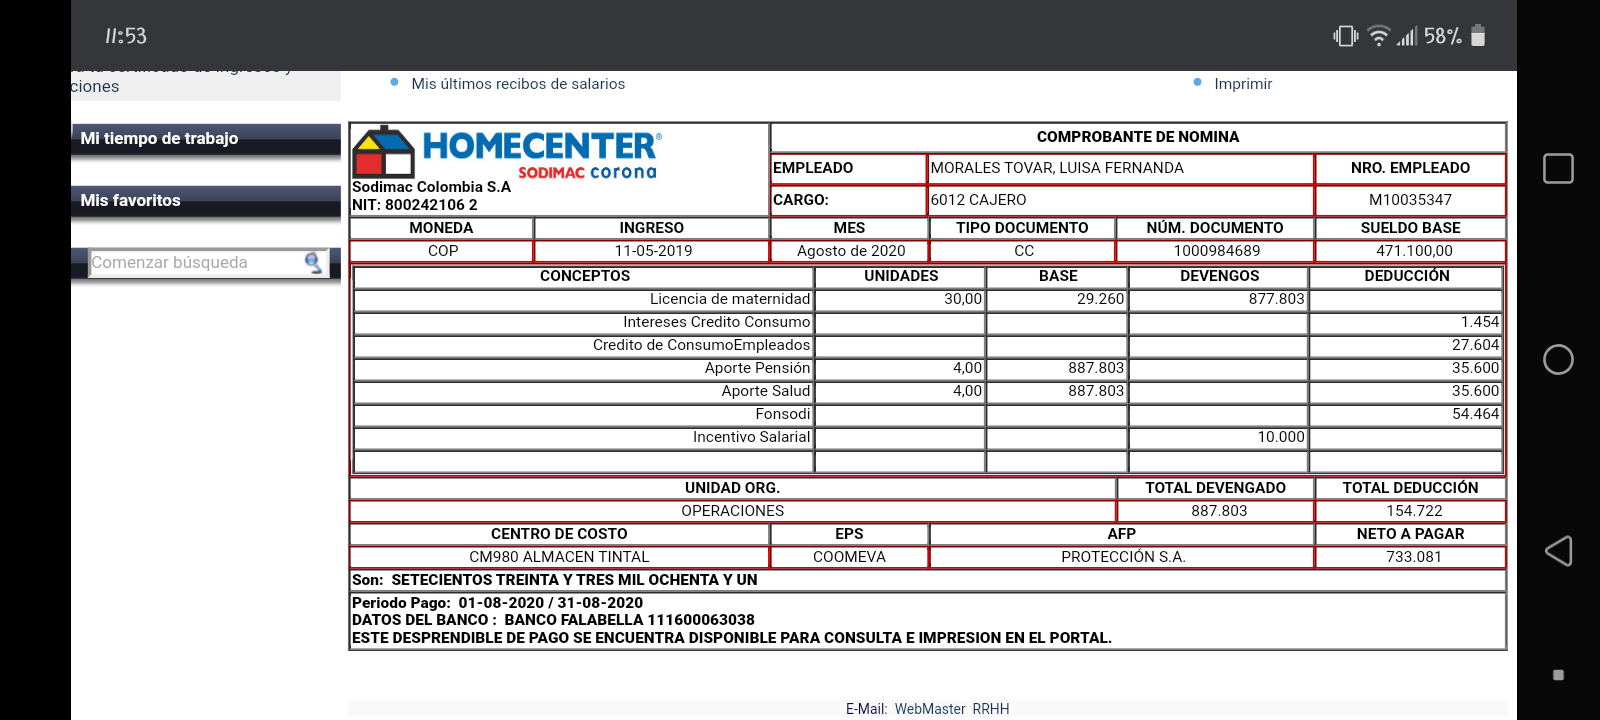 11:53
58%
ciones
Mis últimos recibos de salarios
Imprimir
Mi tiempo de trabajo
Mis favoritos
Comenzar búsqueda
HOMECENTER®
SODIMAC corona
Sodimac Colombia S.A
NIT: 800242106 2
COMPROBANTE DE NOMINA
EMPLEADO MORALES TOVAR, LUISA FERNANDA NRO. EMPLEADO
CARGO: 6012 CAJERO M10035347
MONEDA INGRESO MES TIPO DOCUMENTO NÚM. DOCUMENTO SUELDO BASE
COP 11-05-2019 Agosto de 2020 CC 1000984689 471.100,00
CONCEPTOS UNIDADES BASE DEVENGOS DEDUCCIÓN
Licencia de maternidad 30,00 29.260 877.803
Intereses Credito Consumo 1.454
Credito de ConsumoEmpleados 27.604
Aporte Pensión 4,00 887.803 35.600
Aporte Salud 4,00 887.803 35.600
Fonsodi 54.464
Incentivo Salarial 10.000
UNIDAD ORG. TOTAL DEVENGADO TOTAL DEDUCCIÓN
OPERACIONES 887.803 154.722
CENTRO DE COSTO EPS AFP NETO A PAGAR
CM980 ALMACEN TINTAL COOMEVA PROTECCIÓN S.A. 733.081
Son: SETECIENTOS TREINTA Y TRES MIL OCHENTA Y UN
Periodo Pago: 01-08-2020 / 31-08-2020
DATOS DEL BANCO : BANCO FALABELLA 111600063038
ESTE DESPRENDIBLE DE PAGO SE ENCUENTRA DISPONIBLE PARA CONSULTA E IMPRESION EN EL PORTAL.
E-Mail: WebMaster RRHH